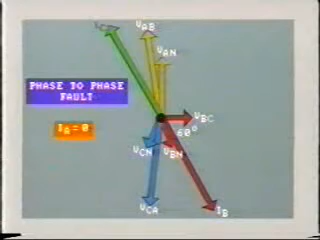 VAB
VAN
PHASE TO PHASE
FAULT
VBC
IA=0
60°
VCN
VBN
VCA
IB